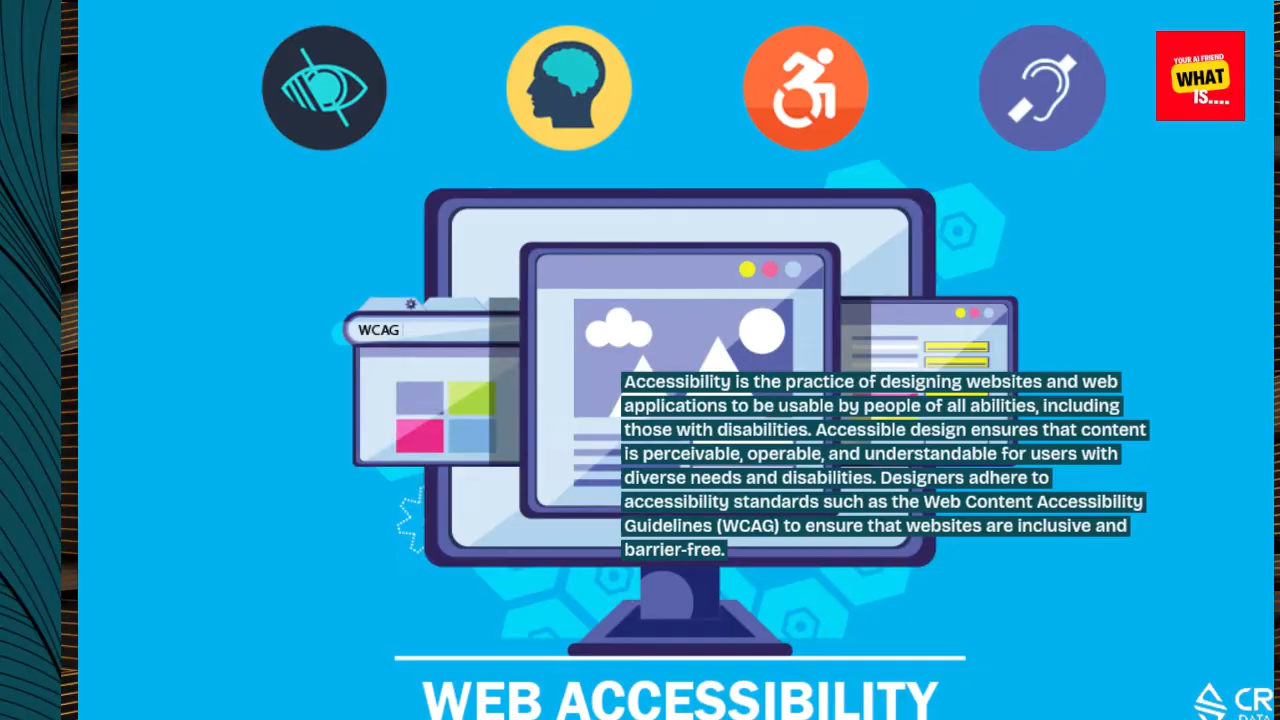 YOUR AI FRIEND
WHAT
IS....
WCAG
Accessibility is the practice of designing websites and web
applications to be usable by people of all abilities, including
those with disabilities. Accessible design ensures that content
is perceivable, operable, and understandable for users with
diverse needs and disabilities. Designers adhere to
accessibility standards such as the Web Content Accessibility
Guidelines (WCAG) to ensure that websites are inclusive and
barrier-free.
WEB ACCESSIBILITY
CR
DATA